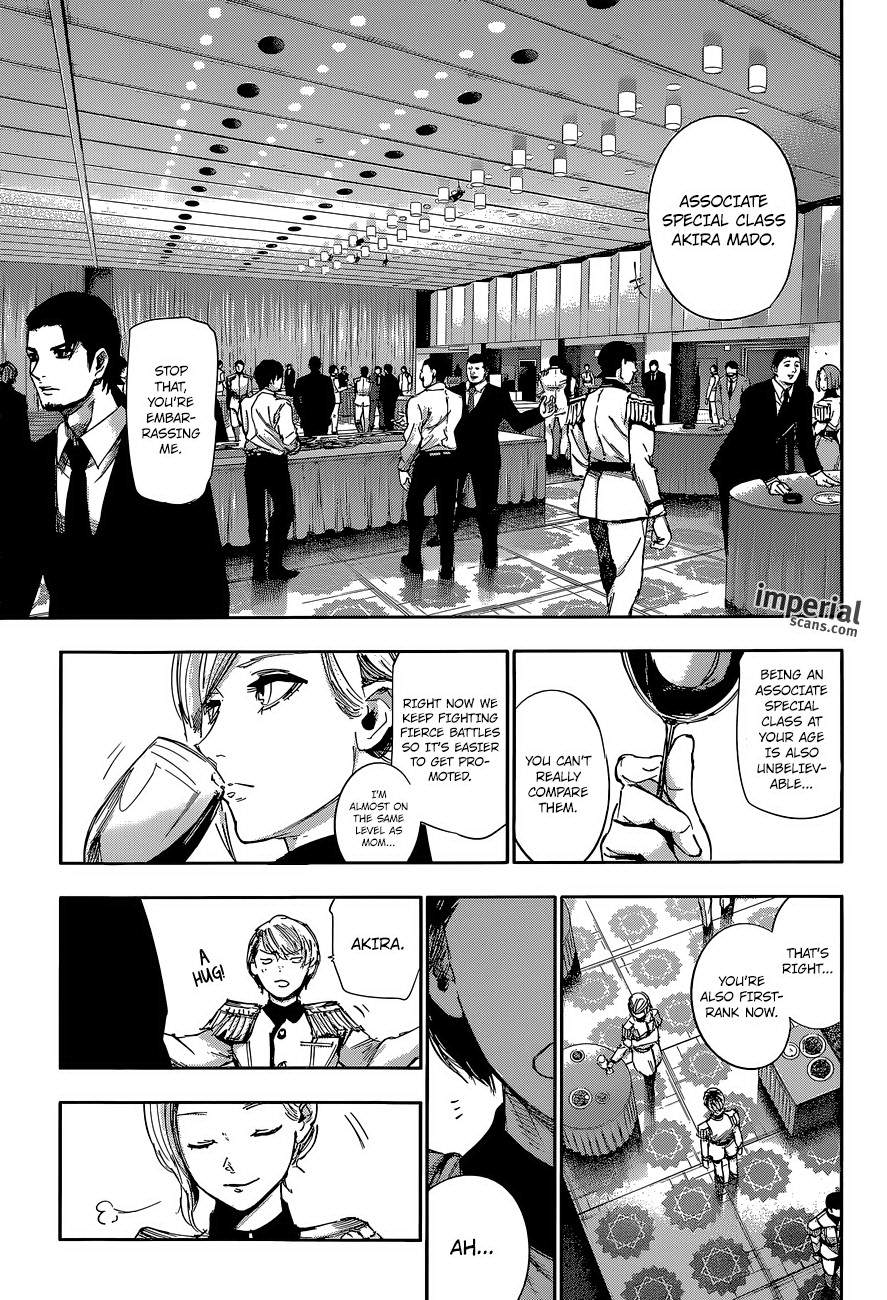 ASSOCIATE
SPECIAL CLASS
AKIRA MADO.
STOP
THAT,
YOU'RE
EMBAR-
RASSING
ME.
imperial
scans.com
BEING AN
ASSOCIATE
SPECIAL
CLASS AT
YOUR AGE
IS ALSO
UNBELIEV-
ABLE...
YOU CAN'T
REALLY
COMPARE
THEM.
RIGHT NOW WE
KEEP FIGHTING
FIERCE BATTLES
SO IT'S EASIER
TO GET PRO-
MOTED.
I'M
ALMOST ON
THE SAME
LEVEL AS
MOM...
THAT'S
RIGHT...
YOU'RE
ALSO FIRST-
RANK NOW.
AH...
AKIRA.
A
HUG!